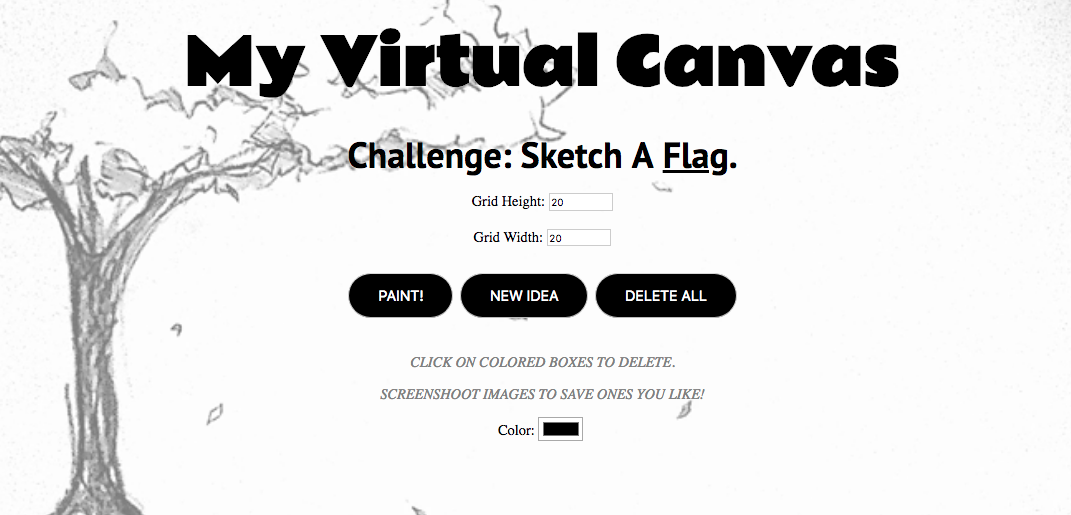 My Virtual Canvas
Challenge: Sketch A Flag.
Grid Height: 20
Grid Width: 20
PAINT! NEW IDEA DELETE ALL
CLICK ON COLORED BOXES TO DELETE.
SCREENSHOOT IMAGES TO SAVE ONES YOU LIKE!
Color: